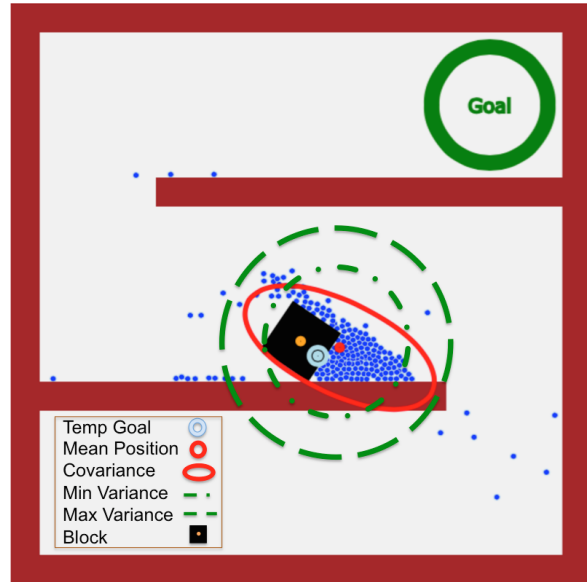 Goal
Temp Goal
Mean Position
Covariance
Min Variance
Max Variance
Block